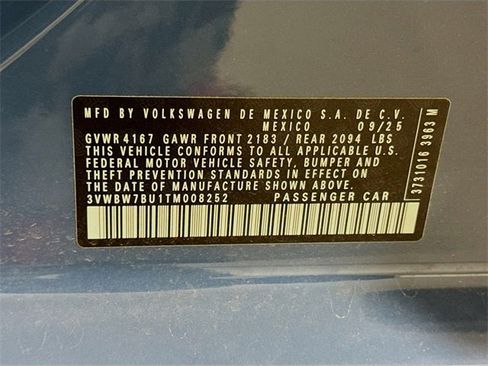 MFD BY VOLKSWAGEN DE MEXICO S.A. DE C.V.
MEXICO 09/25
GVWR 4167 GAWR FRONT 2183 / REAR 2094 LBS
THIS VEHICLE CONFORMS TO ALL APPLICABLE U.S.
FEDERAL MOTOR VEHICLE SAFETY, BUMPER AND
THEFT PREVENTION STANDARDS IN EFFECT ON
THE DATE OF MANUFACTURE SHOWN ABOVE.
3VWBW7BU1TM008252 PASSENGER CAR
3731016 3963 M